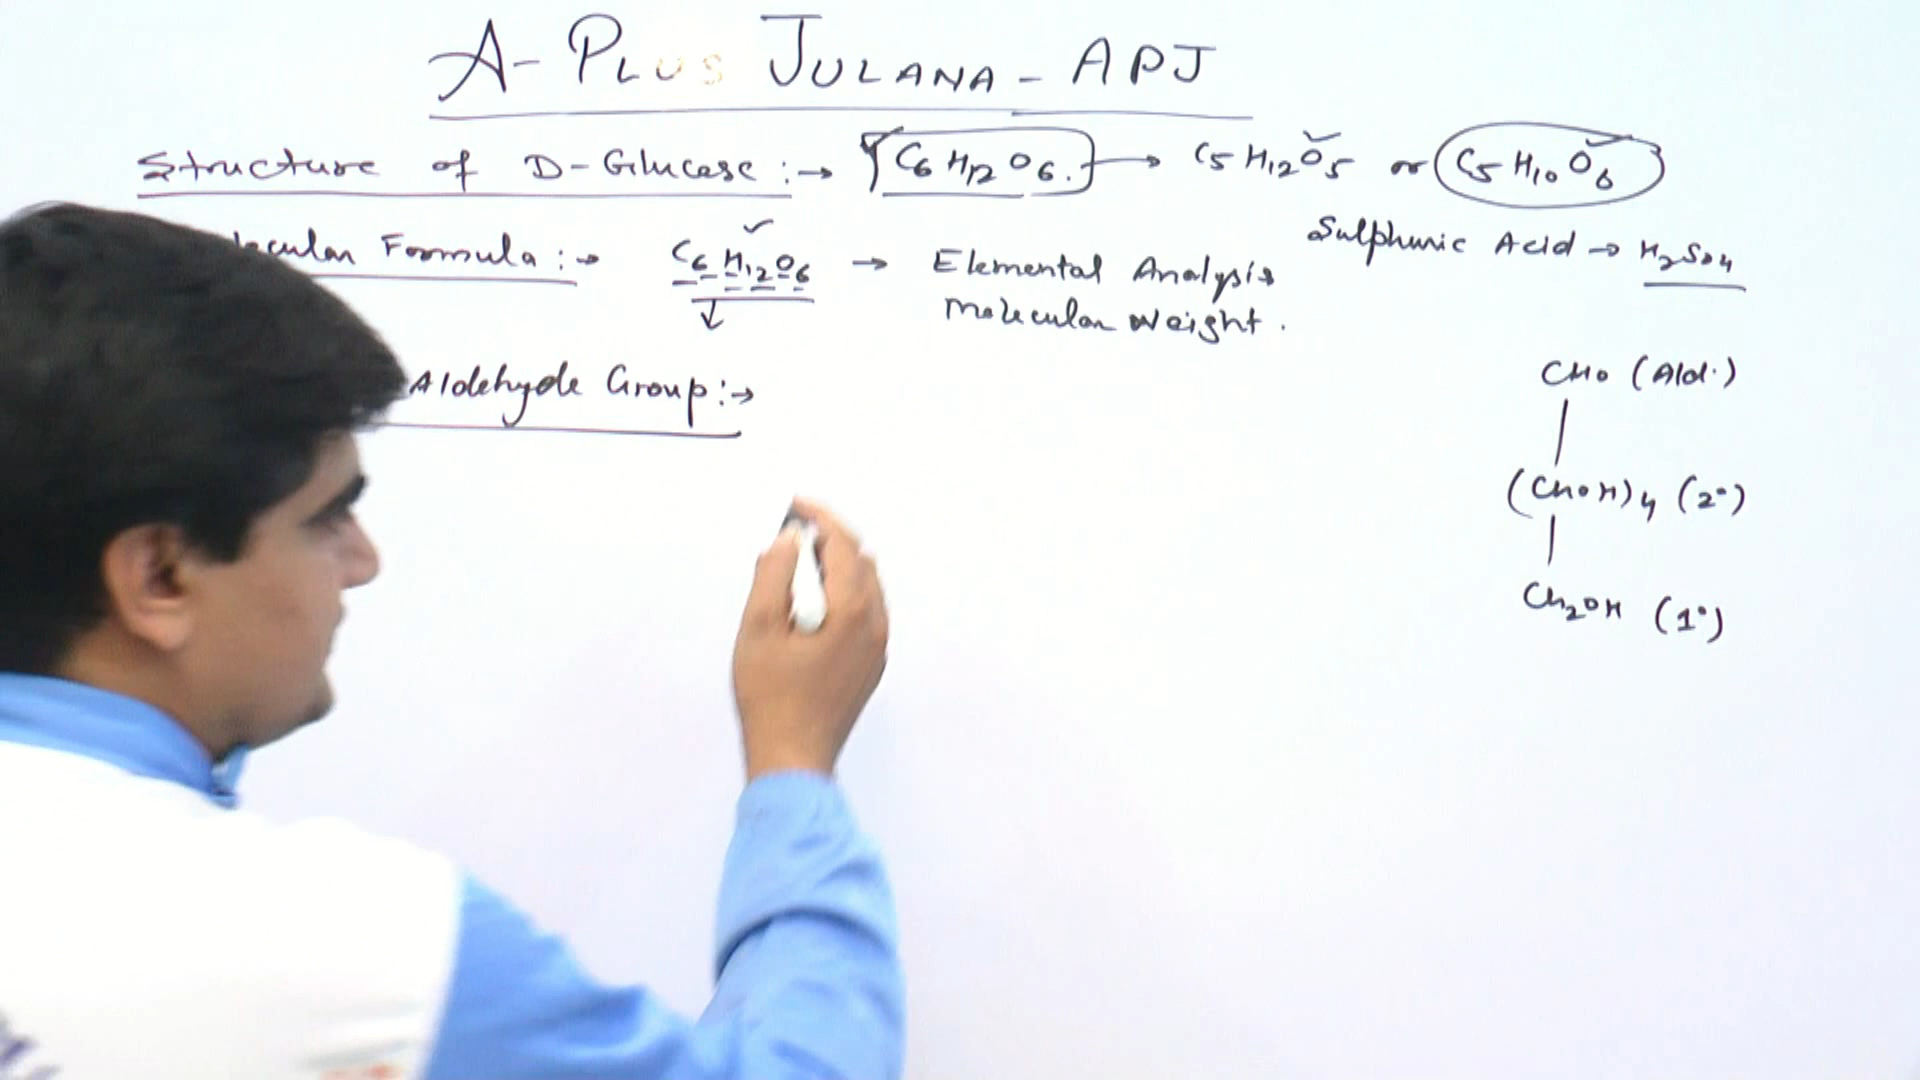 A- PLUS JULANA - APJ
Structure of D-Glucose :→ C6H12O6. → C5H12O5 or C5H10O6
Formula :→ C6H12O6 → Elemental Analysis
Molecular Weight.
Sulphuric Acid → H2SO4
Aldehyde Group :→
CHO (Ald.)
(CHOH)4 (2°)
CH2OH (1°)